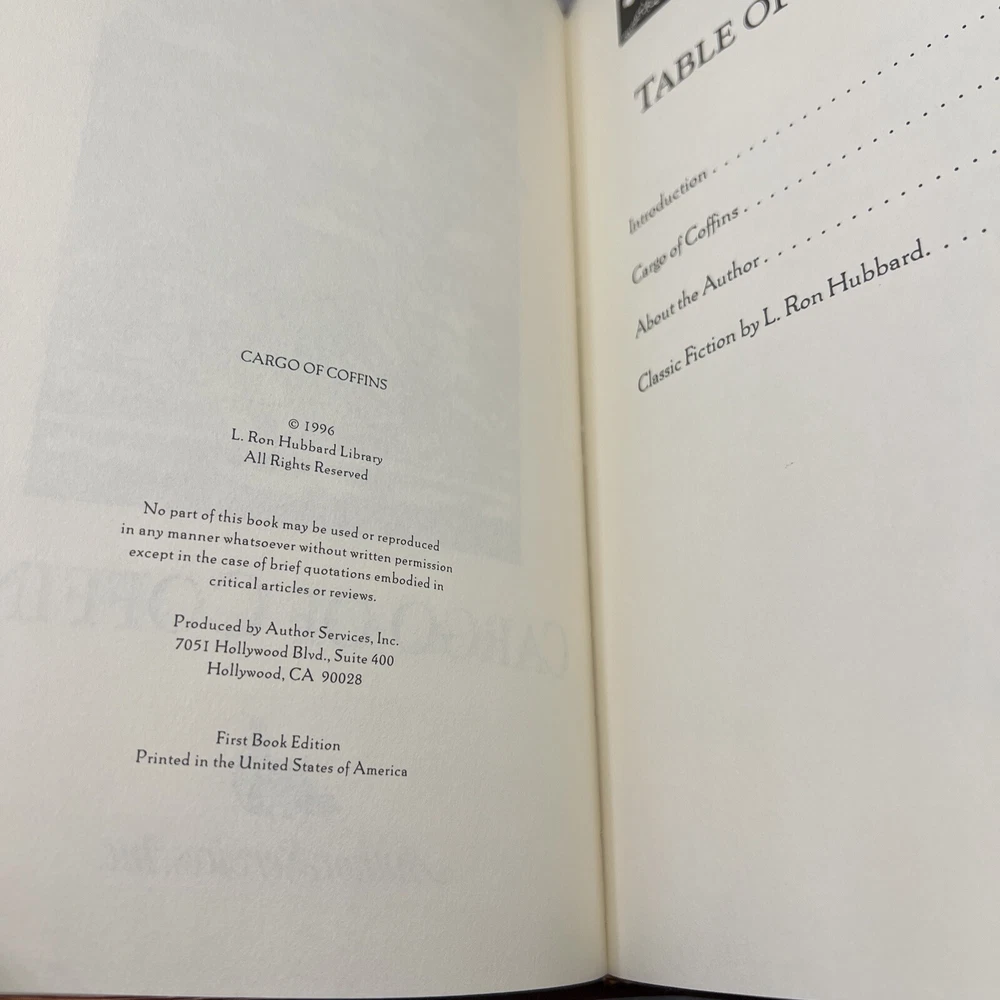 CARGO OF COFFINS
© 1996
L. Ron Hubbard Library
All Rights Reserved
No part of this book may be used or reproduced
in any manner whatsoever without written permission
except in the case of brief quotations embodied in
critical articles or reviews.
Produced by Author Services, Inc.
7051 Hollywood Blvd., Suite 400
Hollywood, CA 90028
First Book Edition
Printed in the United States of America
TABLE OF
Introduction . . . . . . . . . . . . . . . . . .
Cargo of Coffins . . . . . . . . . . . . . . . . .
About the Author . . . . . . . . . . . . . . . .
Classic Fiction by L. Ron Hubbard. . . . .